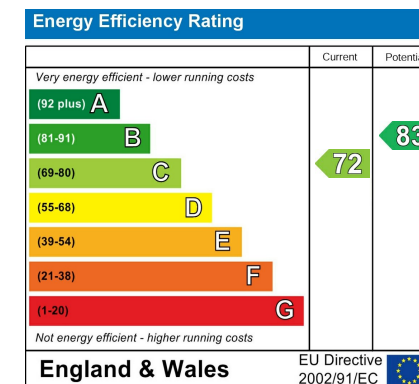 Energy Efficiency Rating
Current Potentia
Very energy efficient - lower running costs
(92 plus) A
(81-91) B 83
(69-80) C 72
(55-68) D
(39-54) E
(21-38) F
(1-20) G
Not energy efficient - higher running costs
England & Wales
EU Directive
2002/91/EC